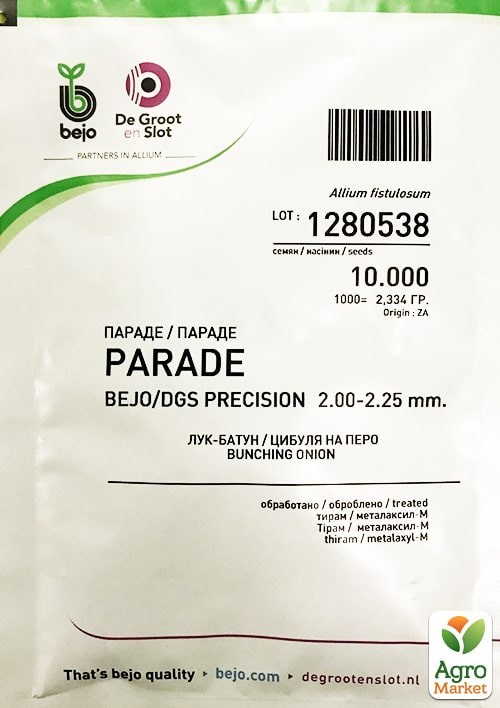 bejo
De Groot
en Slot
PARTNERS IN ALLIUM
Allium fistulosum
LOT : 1280538
семян / насінин / seeds
10.000
1000= 2,334 ГР.
Origin : ZA
ПАРАДЕ / ПАРАДЕ
PARADE
BEJO/DGS PRECISION 2.00-2.25 mm.
ЛУК-БАТУН / ЦИБУЛЯ НА ПЕРО
BUNCHING ONION
обработано / оброблено / treated
тирам / металаксил-М
Тірам / металаксил-М
thiram / metalaxyl-M
That's bejo quality ▸ bejo.com ▸ degrootenslot.nl
Agro
Market